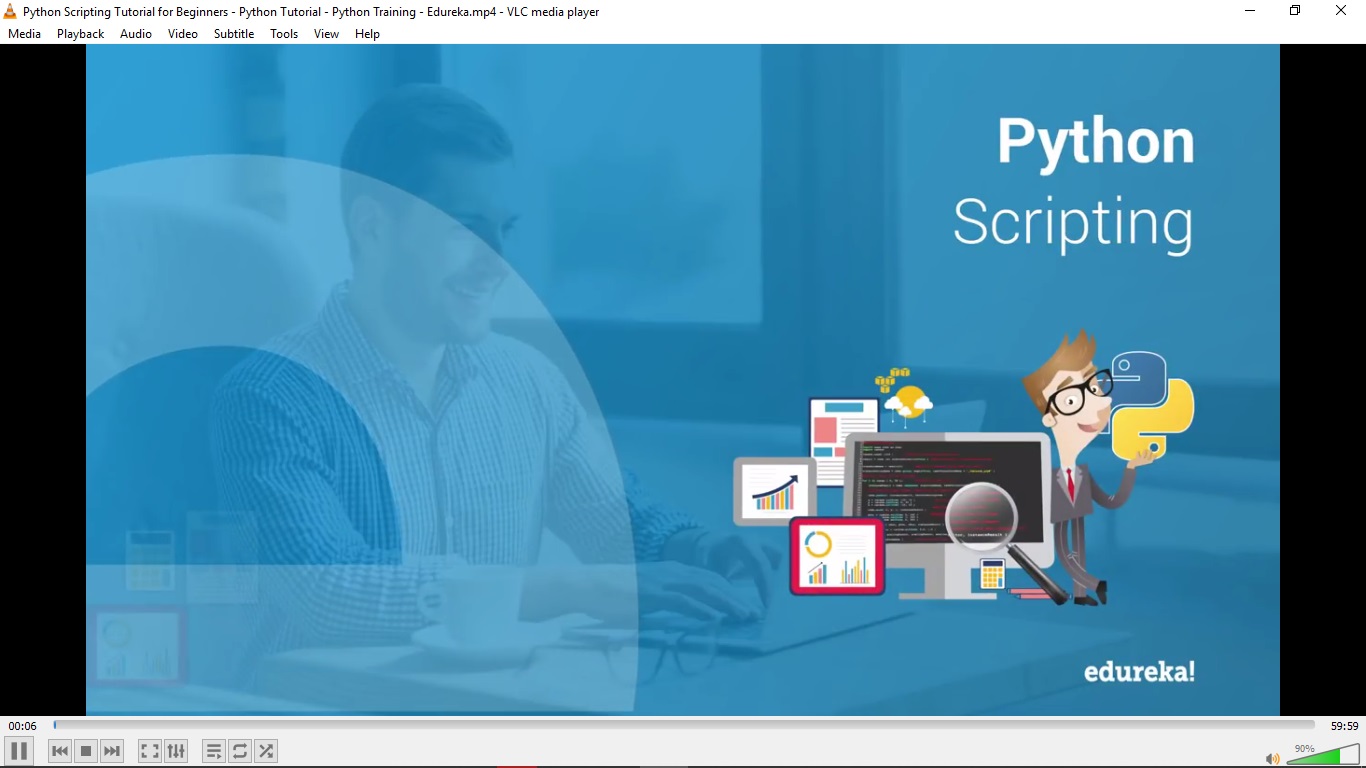 Python Scripting Tutorial for Beginners - Python Tutorial - Python Training - Edureka.mp4 - VLC media player
Media Playback Audio Video Subtitle Tools View Help
Python
Scripting
edureka!
00:06
59:59
90%